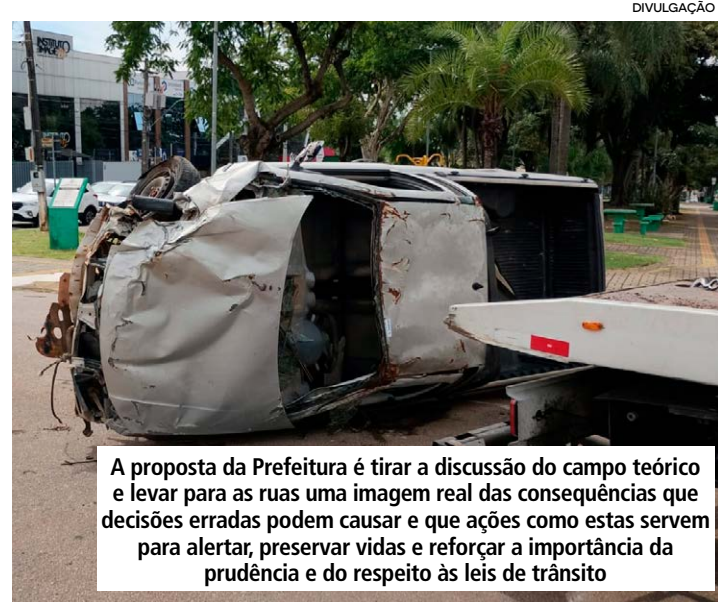 DIVULGAÇÃO
INSTITUTO
IMAGE
A proposta da Prefeitura é tirar a discussão do campo teórico
e levar para as ruas uma imagem real das consequências que
decisões erradas podem causar e que ações como estas servem
para alertar, preservar vidas e reforçar a importância da
prudência e do respeito às leis de trânsito